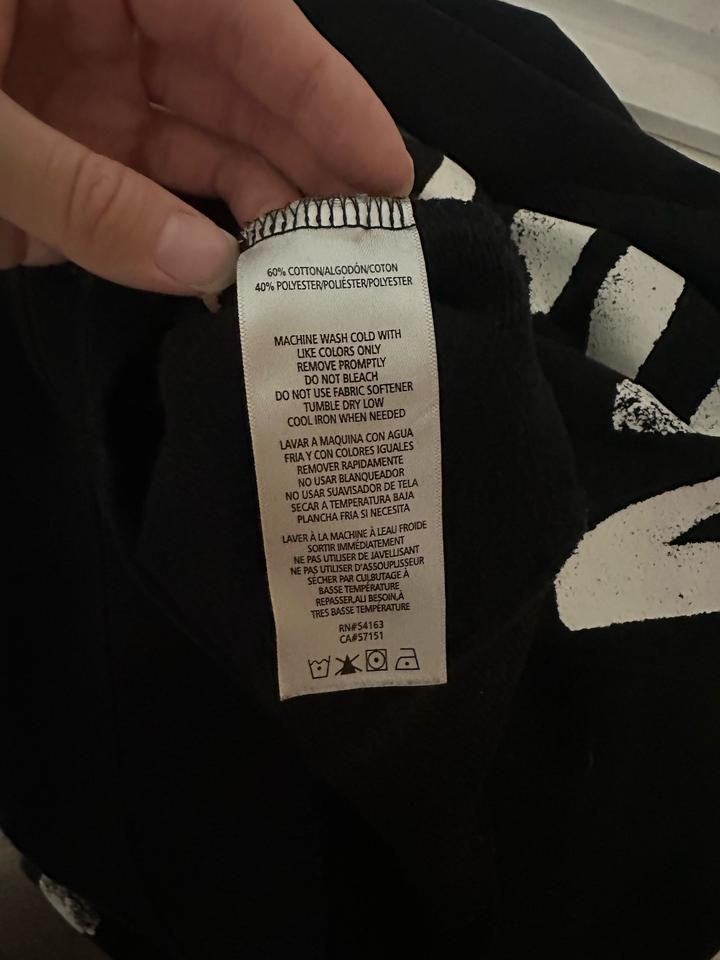 60% COTTON/ALGODÓN/COTON
40% POLYESTER/POLIÉSTER/POLYESTER
MACHINE WASH COLD WITH
LIKE COLORS ONLY
REMOVE PROMPTLY
DO NOT BLEACH
DO NOT USE FABRIC SOFTENER
TUMBLE DRY LOW
COOL IRON WHEN NEEDED
LAVAR A MAQUINA CON AGUA
FRIA Y CON COLORES IGUALES
REMOVER RAPIDAMENTE
NO USAR BLANQUEADOR
NO USAR SUAVISADOR DE TELA
SECAR A TEMPERATURA BAJA
PLANCHA FRIA SI NECESITA
LAVER À LA MACHINE À LEAU FROIDE
SORTIR IMMÉDIATEMENT
NE PAS UTILISER DE JAVELLISANT
NE PAS UTILISER D'ASSOUPLISSEUR
SÉCHER PAR CULBUTAGE À
BASSE TEMPÉRATURE
REPASSER,ALI BESOIN,À
TRES BASSE TEMPÉRATURE
RN#54163
CA#57151